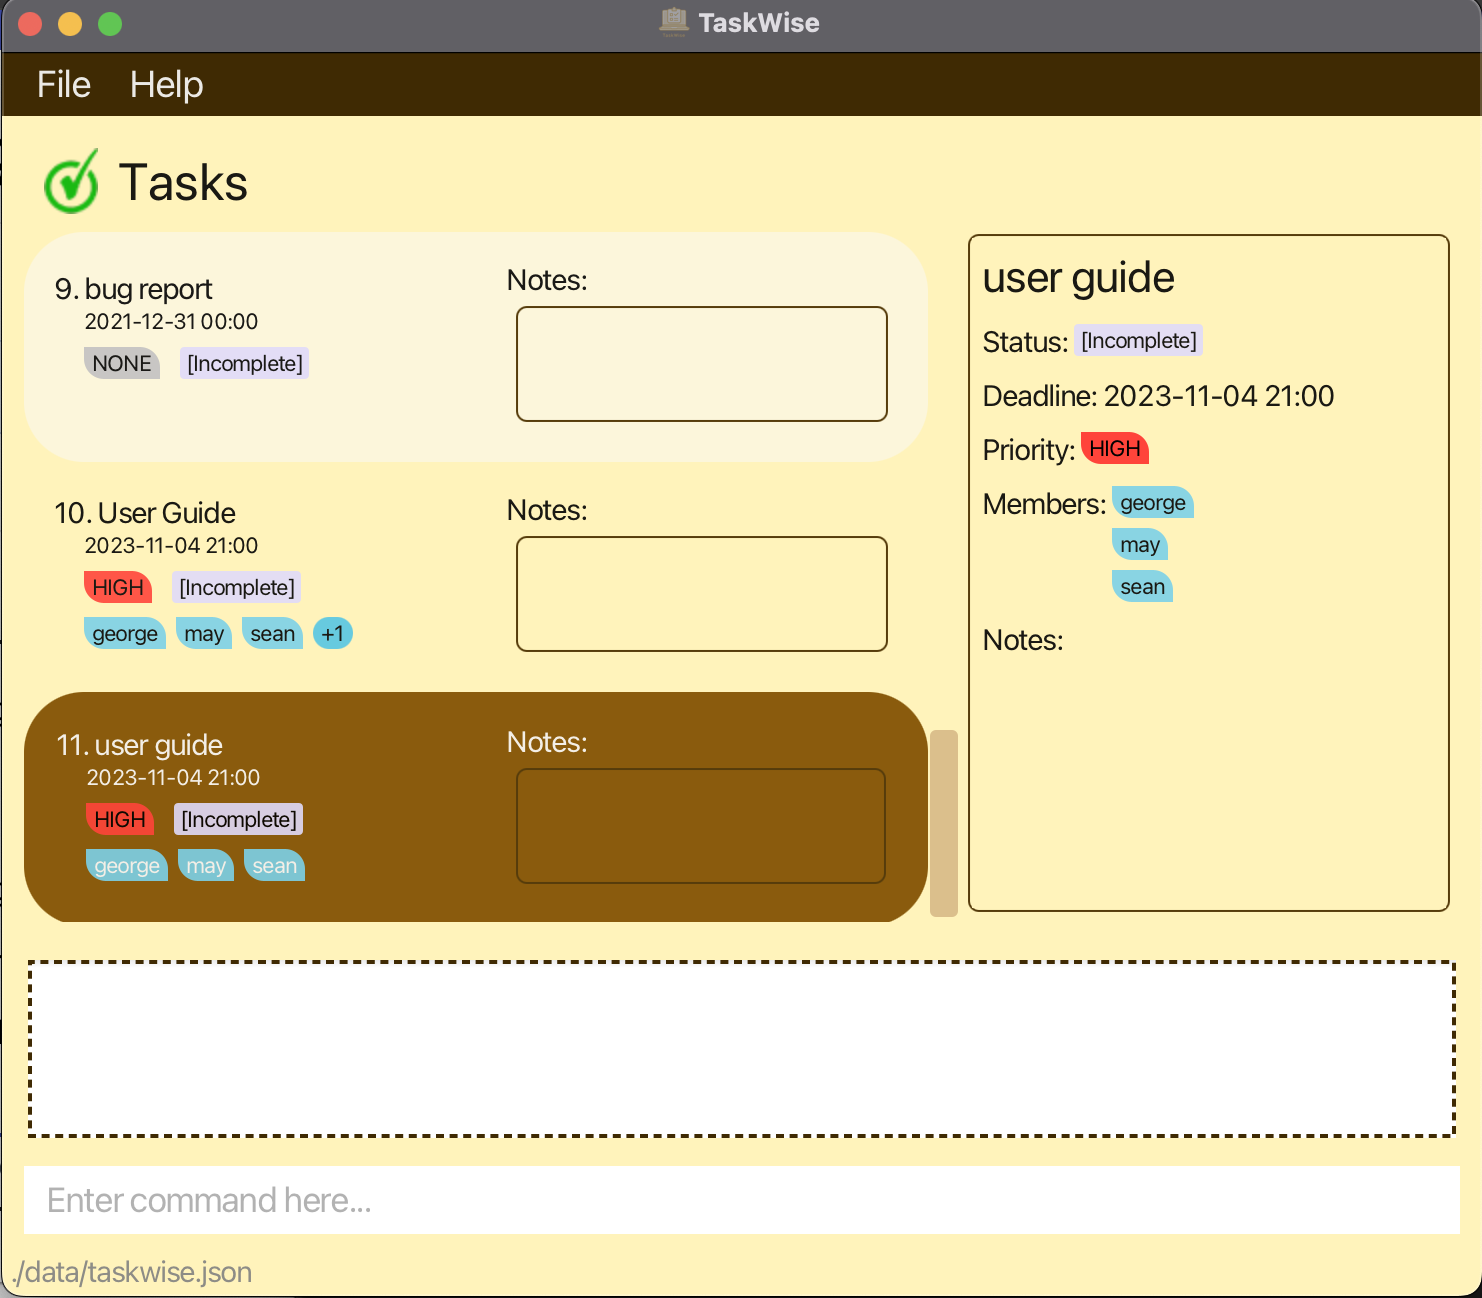 TaskWise
File Help
Tasks
9. bug report
2021-12-31 00:00
NONE [Incomplete]
Notes:
10. User Guide
2023-11-04 21:00
HIGH [Incomplete]
george may sean +1
Notes:
11. user guide
2023-11-04 21:00
HIGH [Incomplete]
george may sean
Notes:
user guide
Status: [Incomplete]
Deadline: 2023-11-04 21:00
Priority: HIGH
Members: george
may
sean
Notes:
Enter command here...
./data/taskwise.json